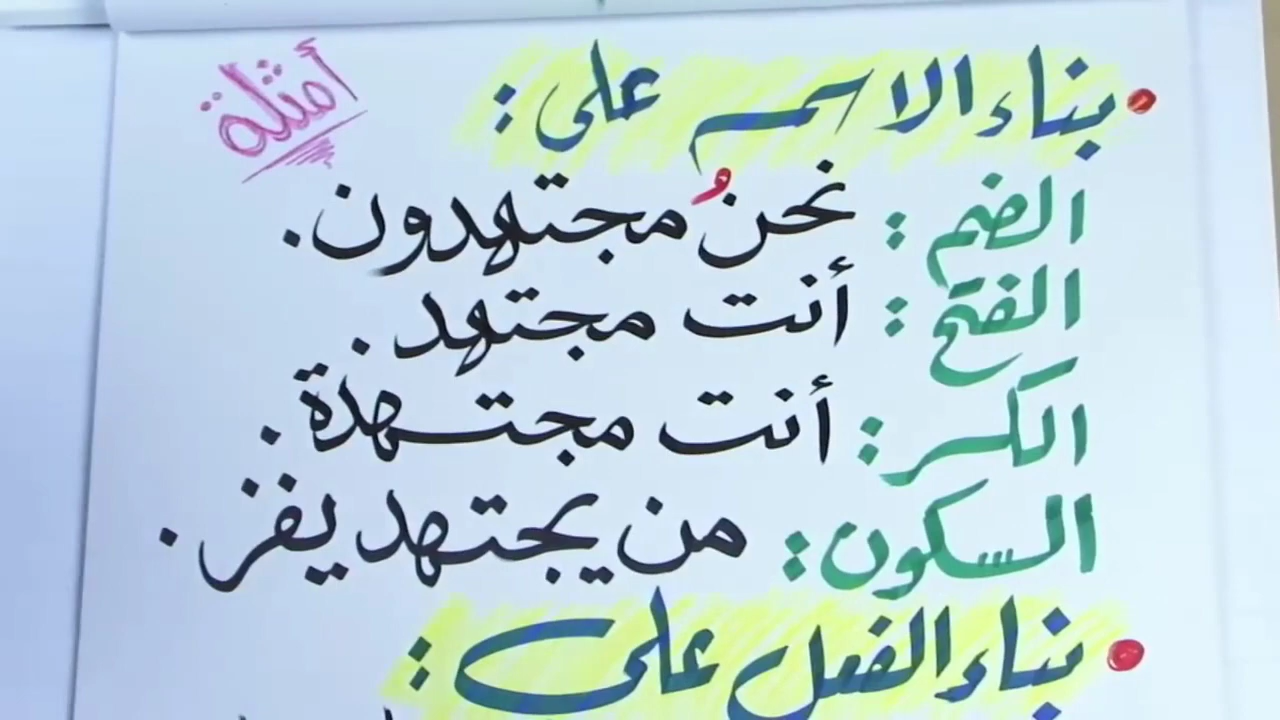 أمثلة
بناء الاسم على :
الضم : نحنُ مجتهدون .
الفتح : أنت مجتهد .
الكسر : أنت مجتهدة .
السكون : من يجتهد يفز .
بناء الفعل على :